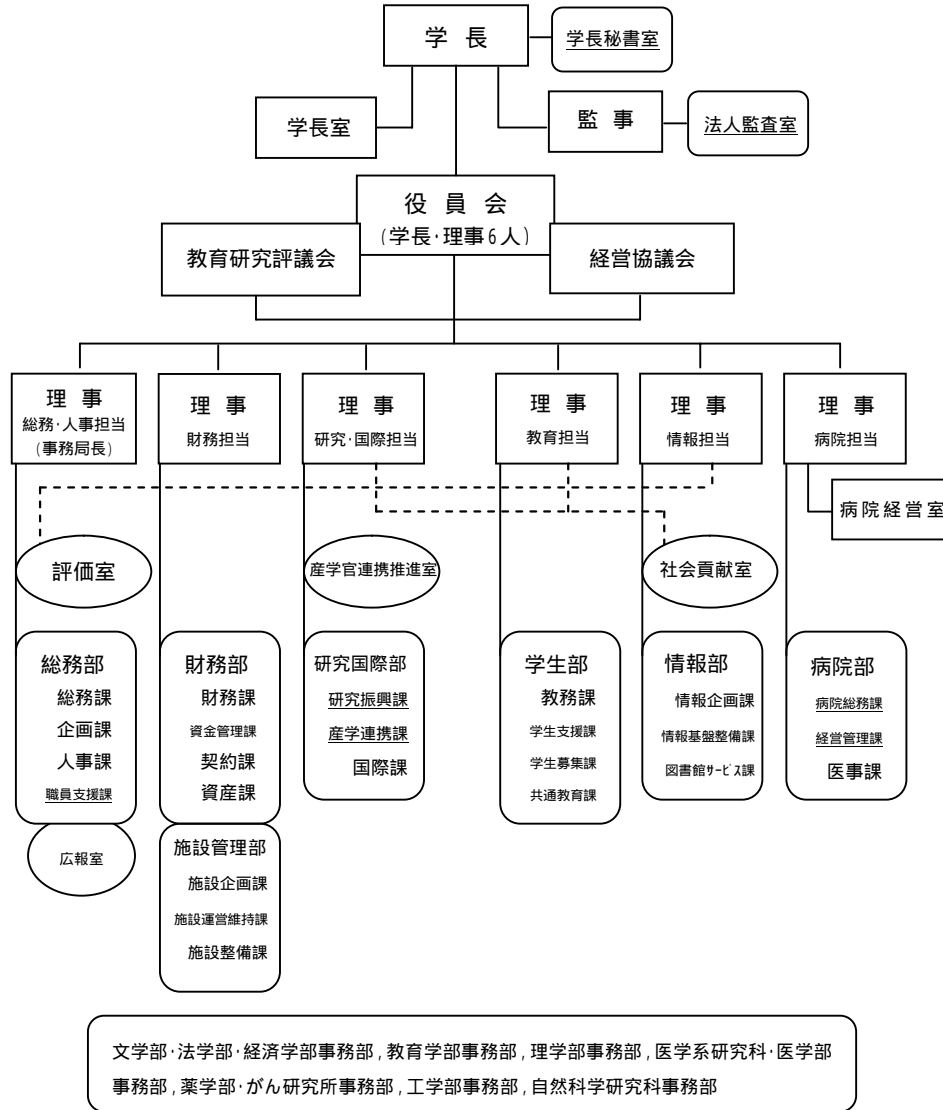 学 長
学長秘書室
学長室
監 事
法人監査室
役 員 会
(学長・理事6人)
教育研究評議会
経営協議会
理 事
総務・人事担当
(事務局長)
理 事
財務担当
理 事
研究・国際担当
理 事
教育担当
理 事
情報担当
理 事
病院担当
病院経営室
評価室
産学官連携推進室
社会貢献室
総務部
総務課
企画課
人事課
職員支援課
広報室
財務部
財務課
資金管理課
契約課
資産課
施設管理部
施設企画課
施設運営維持課
施設整備課
研究国際部
研究振興課
産学連携課
国際課
学生部
教務課
学生支援課
学生募集課
共通教育課
情報部
情報企画課
情報基盤整備課
図書館サービス課
病院部
病院総務課
経営管理課
医事課
文学部・法学部・経済学部事務部,教育学部事務部,理学部事務部,医学系研究科・医学部
事務部,薬学部・がん研究所事務部,工学部事務部,自然科学研究科事務部